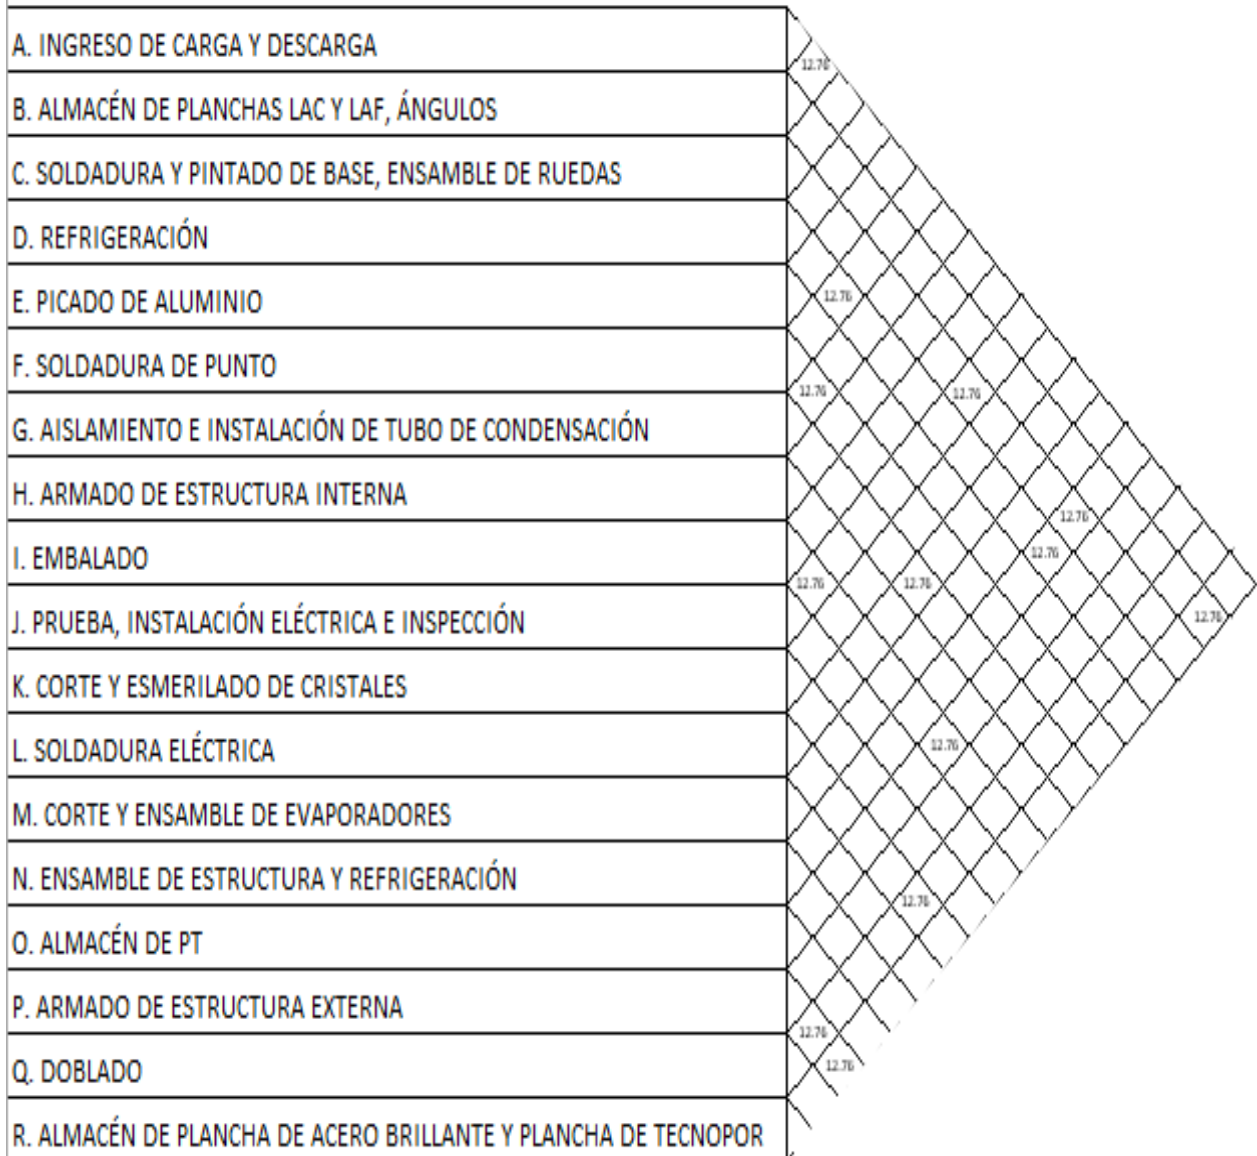 A. INGRESO DE CARGA Y DESCARGA
12.76
B. ALMACÉN DE PLANCHAS LAC Y LAF, ÁNGULOS
C. SOLDADURA Y PINTADO DE BASE, ENSAMBLE DE RUEDAS
D. REFRIGERACIÓN
E. PICADO DE ALUMINIO
12.76
F. SOLDADURA DE PUNTO
12.76
12.76
G. AISLAMIENTO E INSTALACIÓN DE TUBO DE CONDENSACIÓN
H. ARMADO DE ESTRUCTURA INTERNA
12.76
I. EMBALADO
12.76
12.76
12.76
J. PRUEBA, INSTALACIÓN ELÉCTRICA E INSPECCIÓN
12.76
K. CORTE Y ESMERILADO DE CRISTALES
L. SOLDADURA ELÉCTRICA
12.76
M. CORTE Y ENSAMBLE DE EVAPORADORES
N. ENSAMBLE DE ESTRUCTURA Y REFRIGERACIÓN
12.76
O. ALMACÉN DE PT
P. ARMADO DE ESTRUCTURA EXTERNA
12.76
Q. DOBLADO
12.76
R. ALMACÉN DE PLANCHA DE ACERO BRILLANTE Y PLANCHA DE TECNOPOR